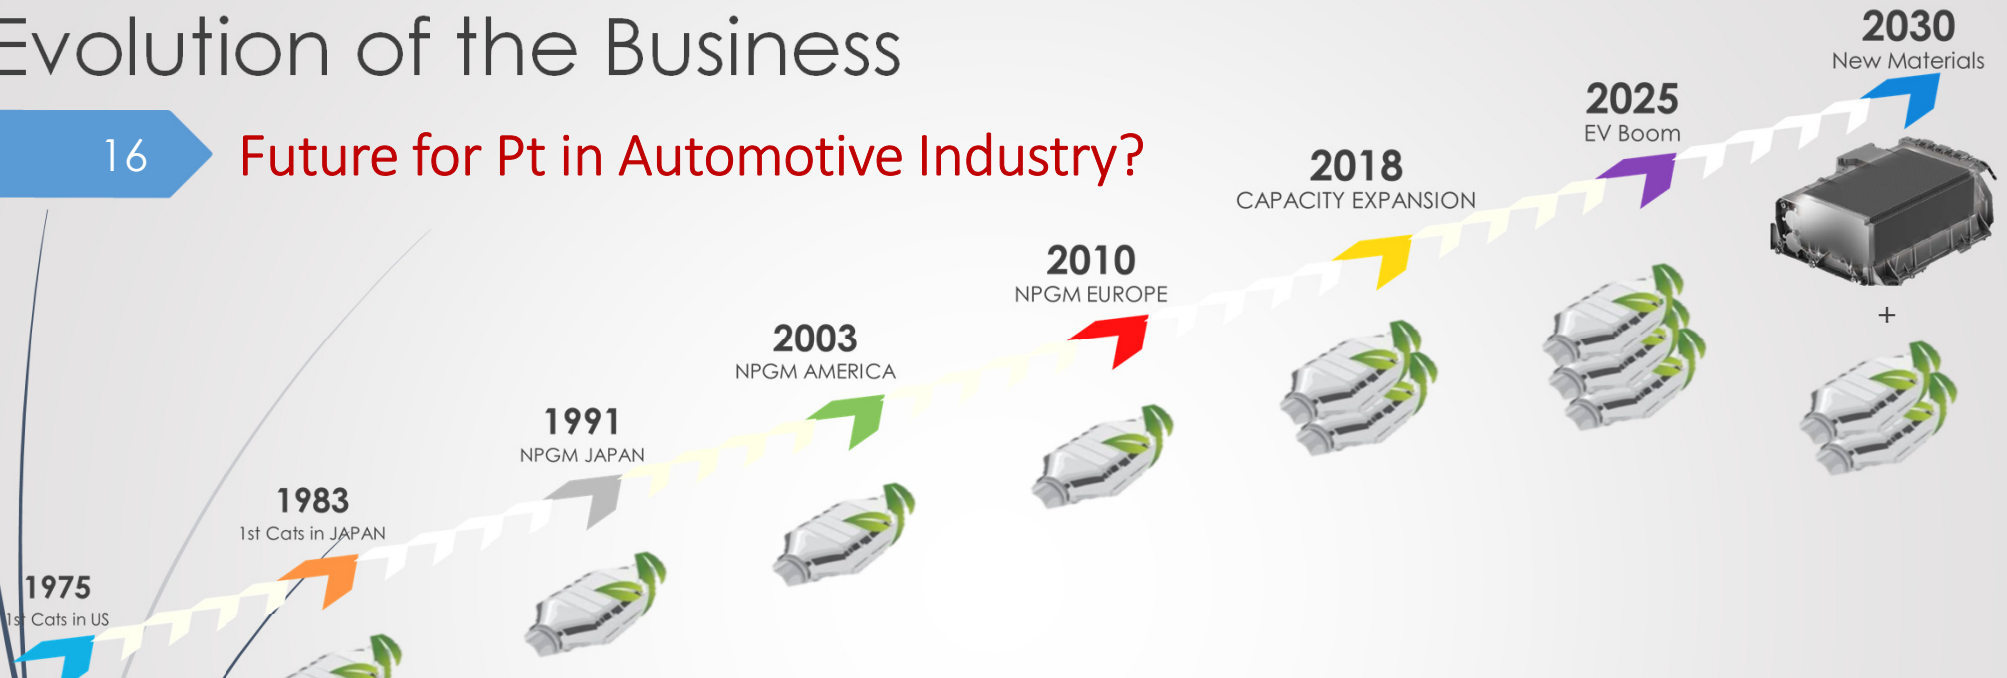 Evolution of the Business
16
Future for Pt in Automotive Industry?
1975
1st Cats in US
1983
1st Cats in JAPAN
1991
NPGM JAPAN
2003
NPGM AMERICA
2010
NPGM EUROPE
2018
CAPACITY EXPANSION
2025
EV Boom
2030
New Materials
+